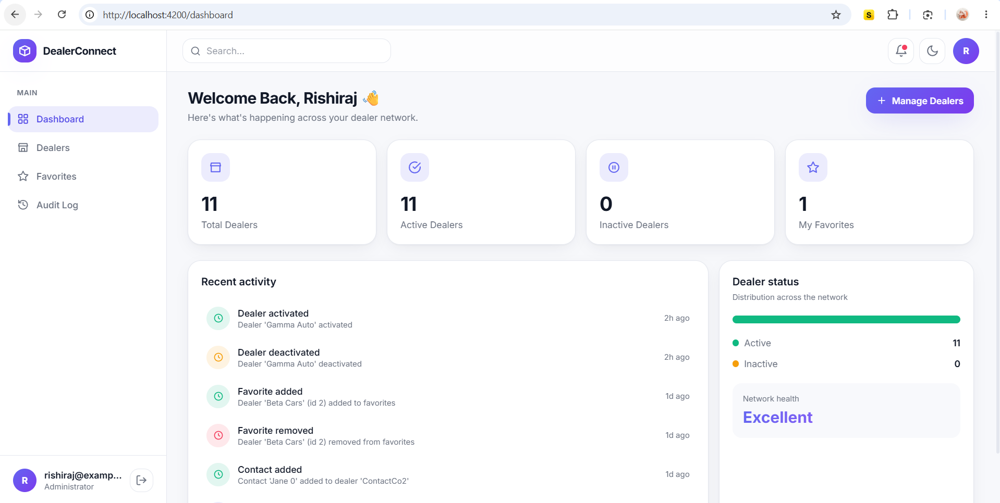 http://localhost:4200/dashboard
S
DealerConnect
Search...
R
MAIN
Dashboard
Dealers
Favorites
Audit Log
Welcome Back, Rishiraj 👋
Here's what's happening across your dealer network.
+ Manage Dealers
11
Total Dealers
11
Active Dealers
0
Inactive Dealers
1
My Favorites
Recent activity
Dealer activated
Dealer 'Gamma Auto' activated
2h ago
Dealer deactivated
Dealer 'Gamma Auto' deactivated
2h ago
Favorite added
Dealer 'Beta Cars' (id 2) added to favorites
1d ago
Favorite removed
Dealer 'Beta Cars' (id 2) removed from favorites
1d ago
Contact added
Contact 'Jane 0' added to dealer 'ContactCo2'
1d ago
Dealer status
Distribution across the network
Active 11
Inactive 0
Network health
Excellent
R
rishiraj@examp...
Administrator